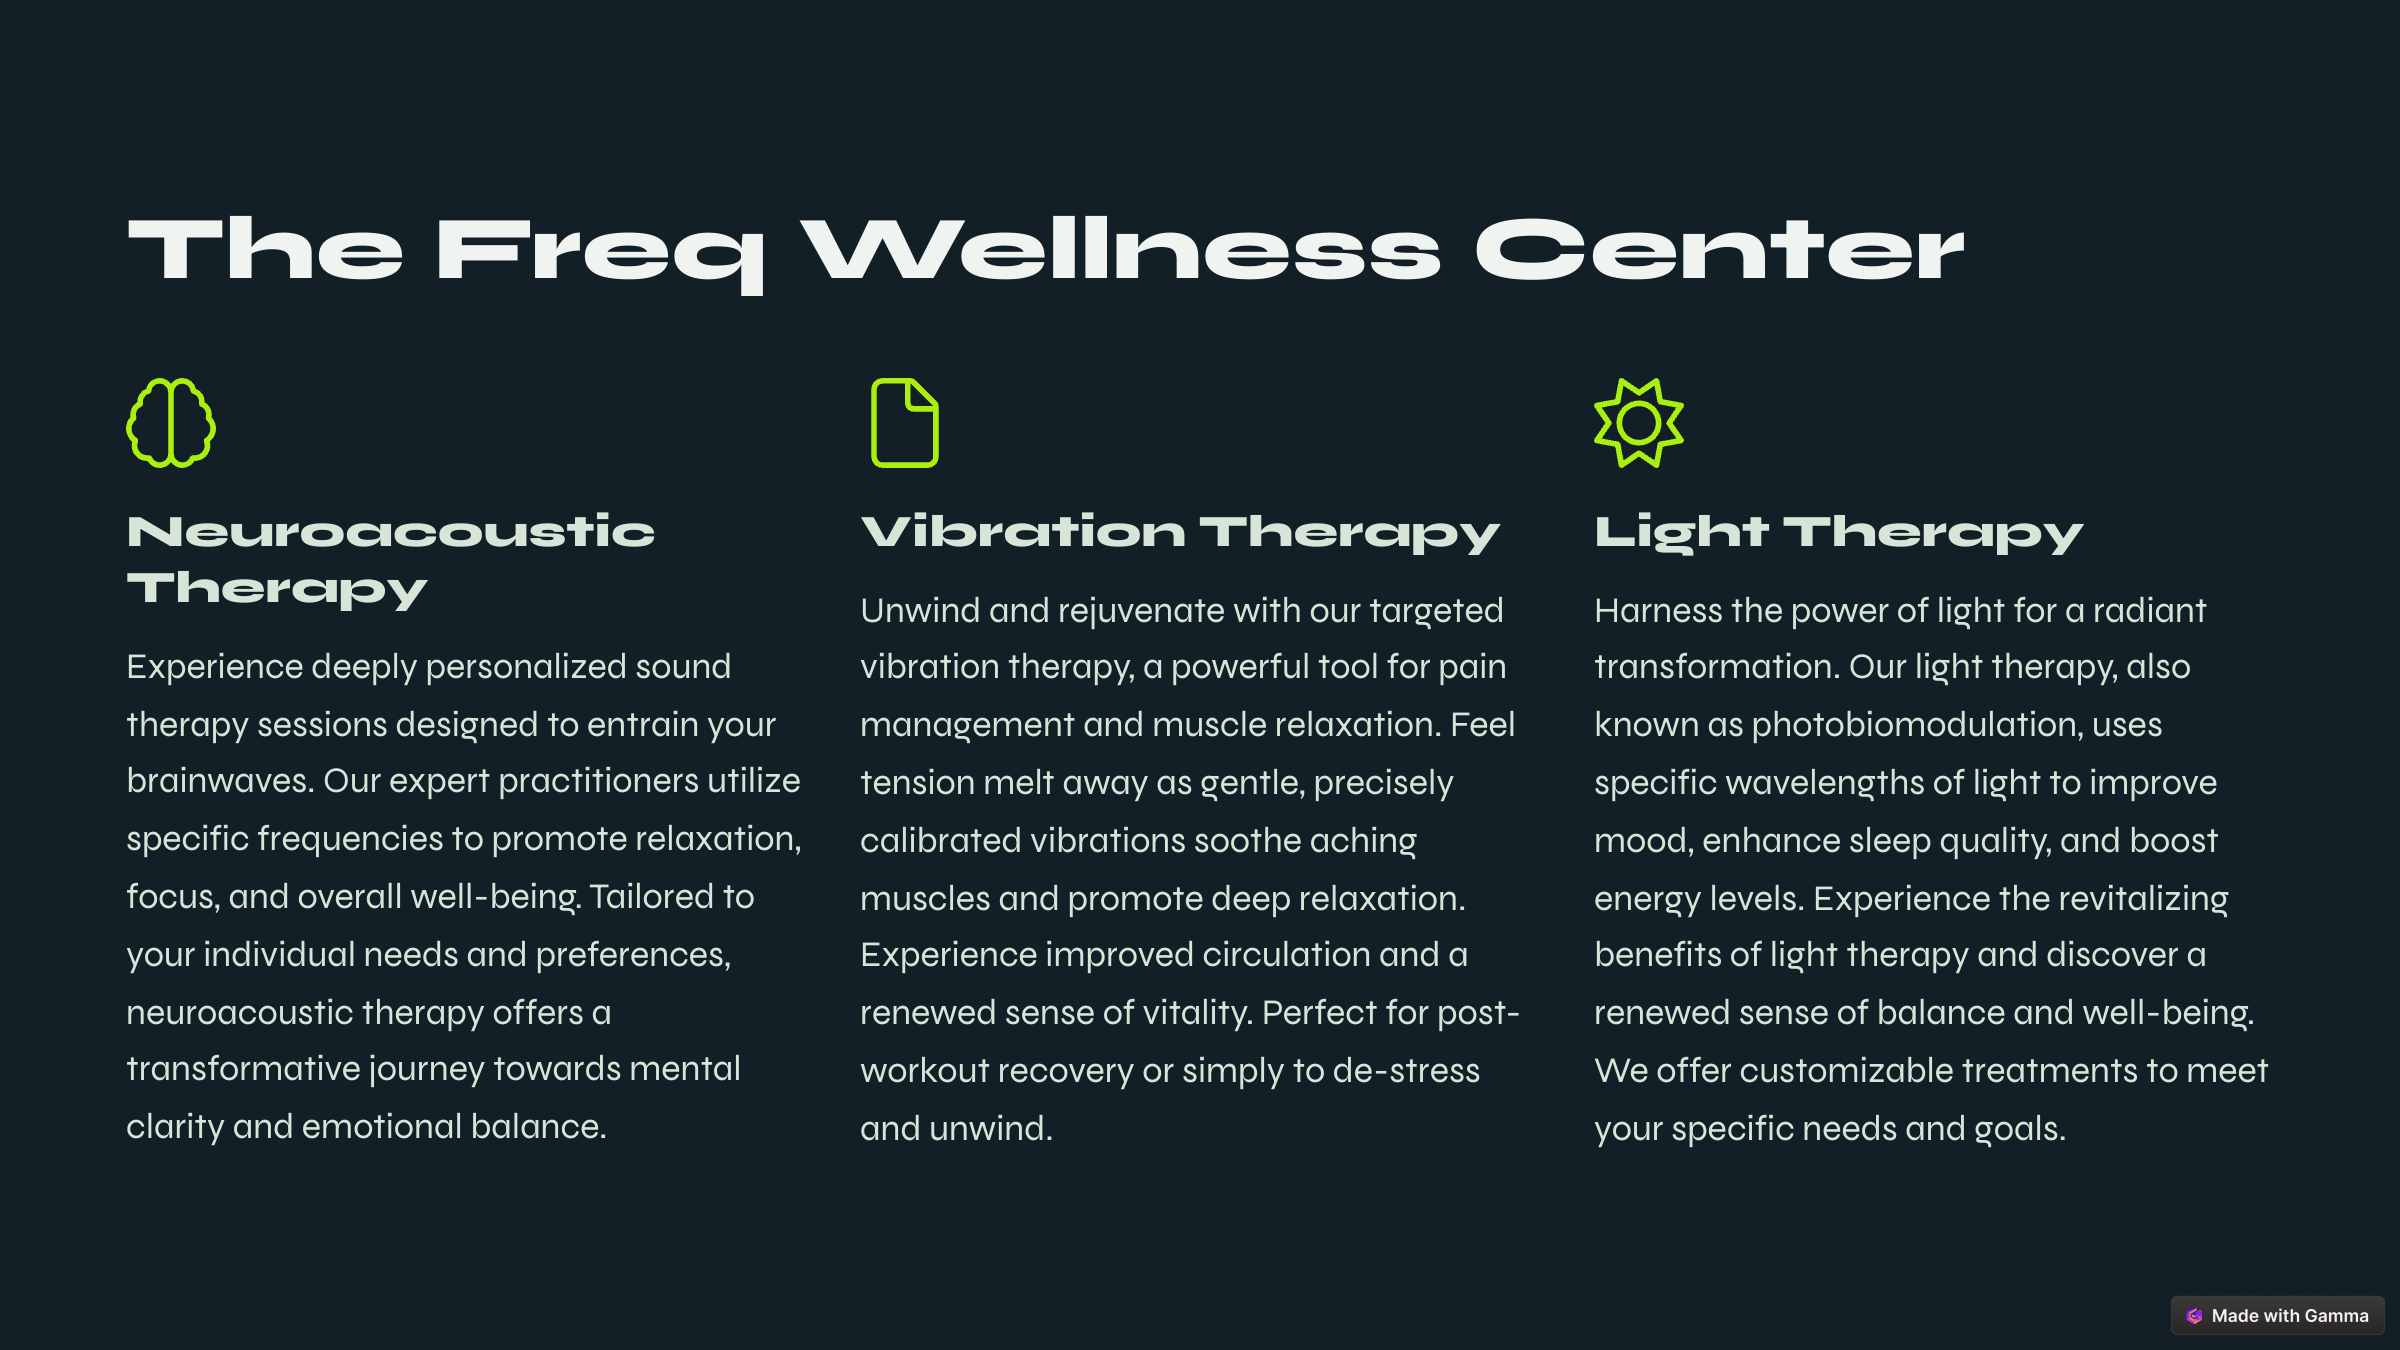 The Freq Wellness Center
Neuroacoustic
Therapy
Experience deeply personalized sound
therapy sessions designed to entrain your
brainwaves. Our expert practitioners utilize
specific frequencies to promote relaxation,
focus, and overall well-being. Tailored to
your individual needs and preferences,
neuroacoustic therapy offers a
transformative journey towards mental
clarity and emotional balance.
Vibration Therapy
Unwind and rejuvenate with our targeted
vibration therapy, a powerful tool for pain
management and muscle relaxation. Feel
tension melt away as gentle, precisely
calibrated vibrations soothe aching
muscles and promote deep relaxation.
Experience improved circulation and a
renewed sense of vitality. Perfect for post-
workout recovery or simply to de-stress
and unwind.
Light Therapy
Harness the power of light for a radiant
transformation. Our light therapy, also
known as photobiomodulation, uses
specific wavelengths of light to improve
mood, enhance sleep quality, and boost
energy levels. Experience the revitalizing
benefits of light therapy and discover a
renewed sense of balance and well-being.
We offer customizable treatments to meet
your specific needs and goals.
Made with Gamma